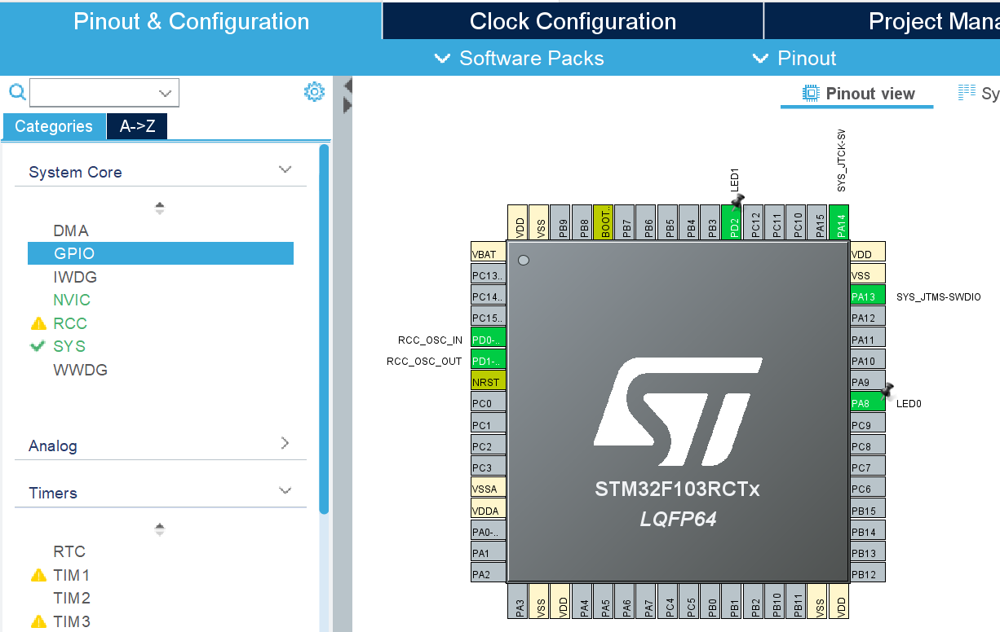 Pinout & Configuration
Clock Configuration
Project Mana
Software Packs
Pinout
Categories
A->Z
Pinout view
Sy
System Core
DMA
GPIO
IWDG
NVIC
RCC
SYS
WWDG
Analog
Timers
RTC
TIM1
TIM2
TIM3
LED1
SYS_JTCK-SW
VDD
VSS
PB9
PB8
BOOT..
PB7
PB6
PB5
PB4
PB3
PD2
PC12
PC11
PC10
PA15
PA14
VBAT
PC13..
PC14..
PC15..
RCC_OSC_IN
PD0-..
RCC_OSC_OUT
PD1-..
NRST
PC0
PC1
PC2
PC3
VSSA
VDDA
PA0-..
PA1
PA2
STM32F103RCTx
LQFP64
VDD
VSS
PA13
SYS_JTMS-SWDIO
PA12
PA11
PA10
PA9
PA8
LED0
PC9
PC8
PC7
PC6
PB15
PB14
PB13
PB12
PA3
VSS
VDD
PA4
PA5
PA6
PA7
PC4
PC5
PB0
PB1
PB2
PB10
PB11
VSS
VDD